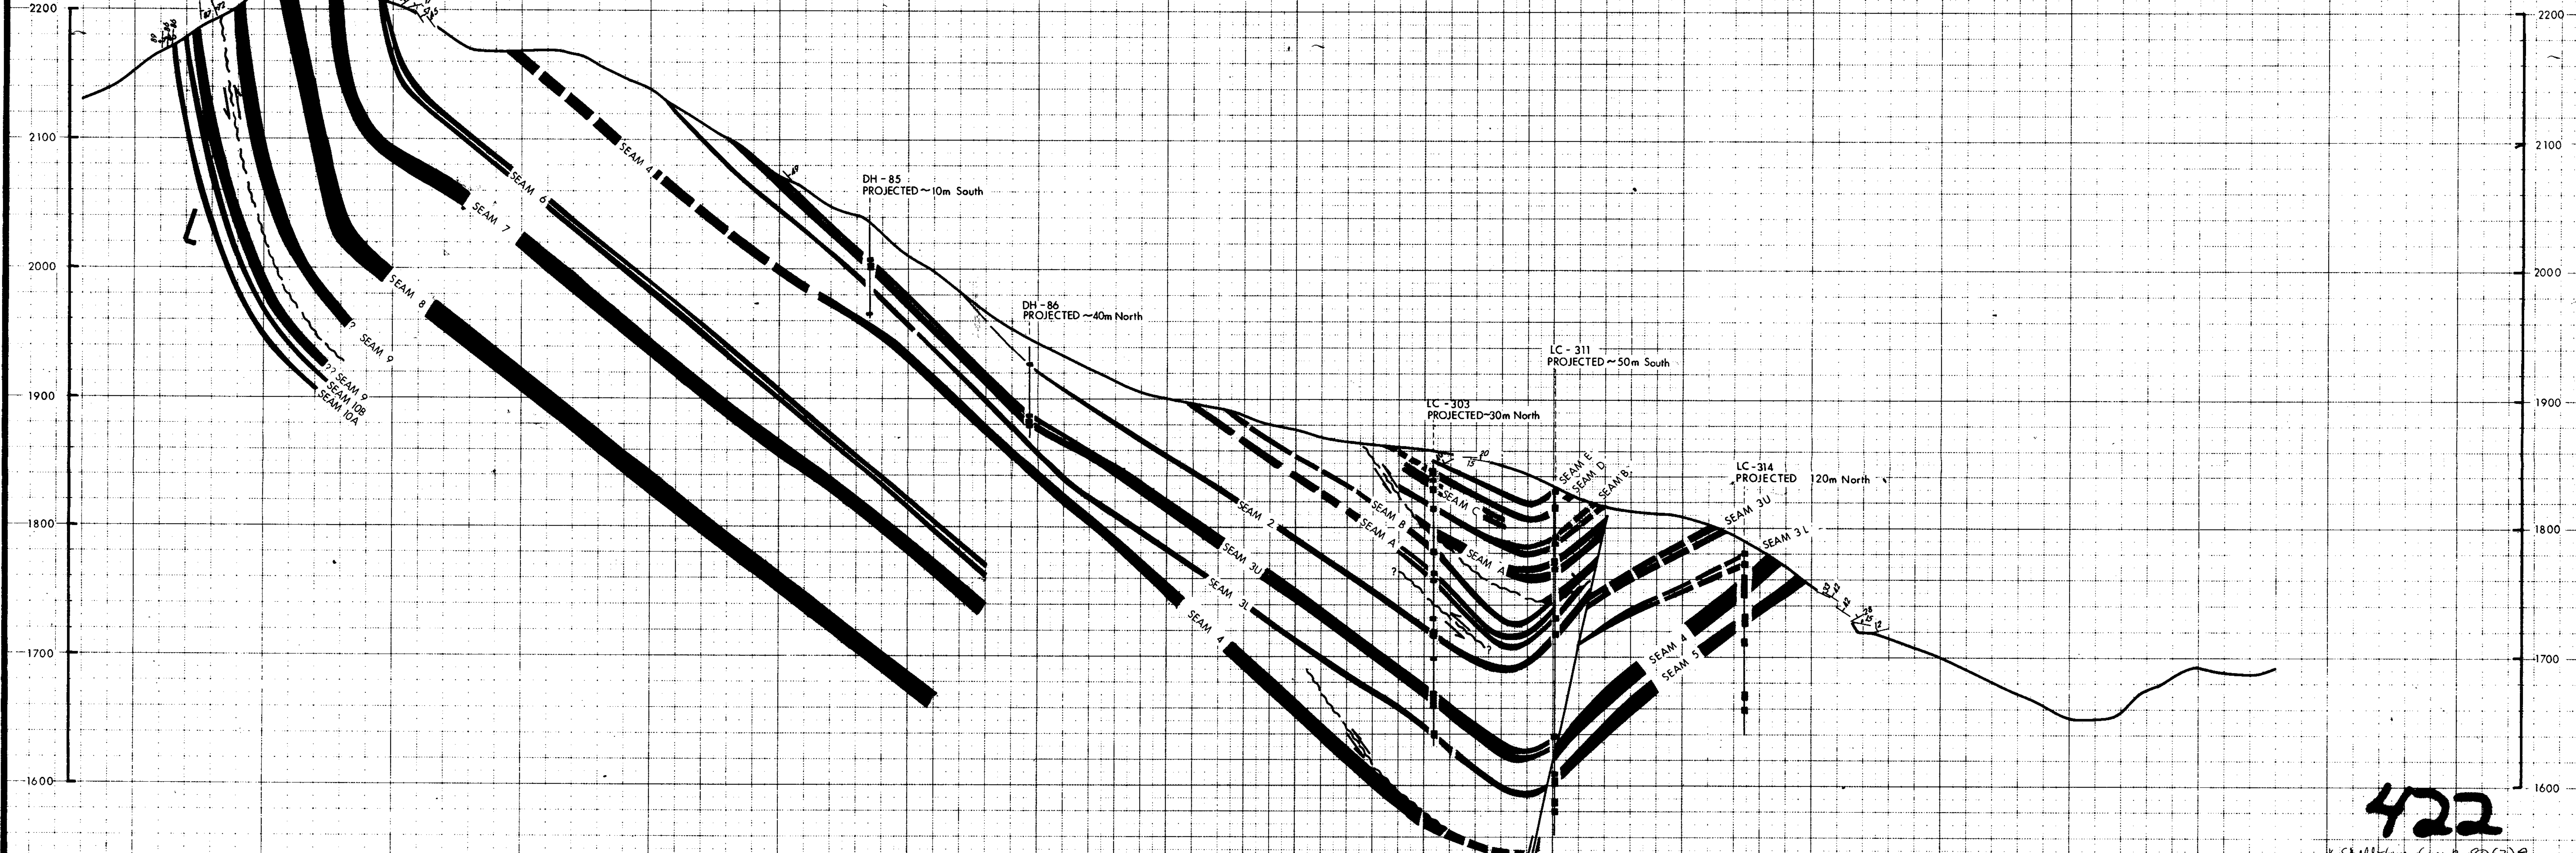 2200
2100
2000
1900
1800
1700
1600
2200
2100
2000
1900
1800
1700
1600
SEAM 4
SEAM 6
SEAM 7
SEAM 8
? SEAM 9
?? SEAM 9
SEAM 10B
SEAM 10A
DH - 85
PROJECTED ~ 10m South
DH - 86
PROJECTED ~40m North
LC - 311
PROJECTED ~ 50m South
LC - 303
PROJECTED~30m North
LC - 314
PROJECTED 120m North
SEAM E
SEAM D
SEAM B
SEAM C
SEAM B
SEAM A
SEAM A
SEAM 2
SEAM 3U
SEAM 3L
SEAM 4
SEAM 3U
SEAM 3L
SEAM 4
SEAM 5
?
?
20
15
422